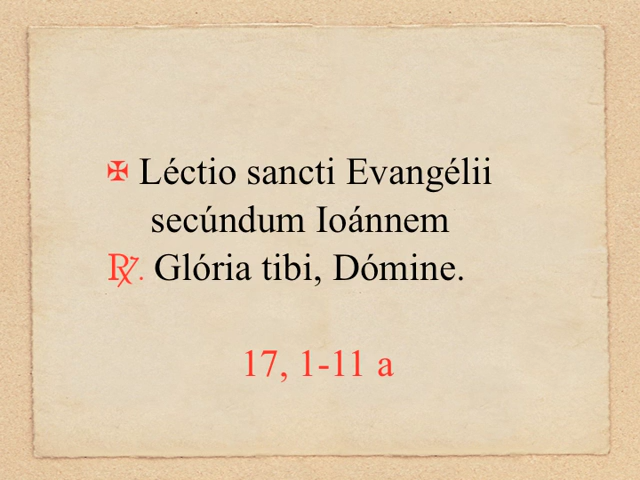 ✠ Léctio sancti Evangélii
secúndum Ioánnem
℟. Glória tibi, Dómine.
17, 1-11 a